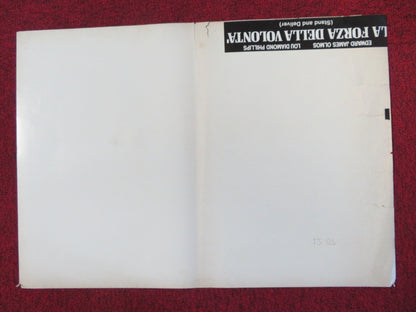 EDWARD JAMES OLMOS LOU DIAMOND PHILLIPS
LA FORZA DELLA VOLONTA'
(Stand and Deliver)